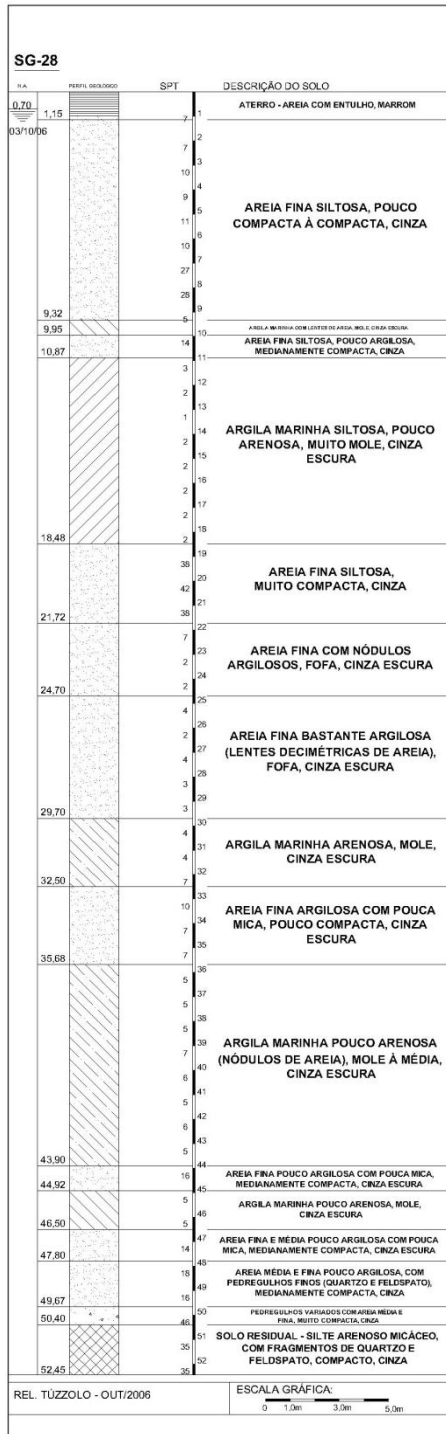 SG-28
N.A. PERFIL GEOLÓGICO SPT DESCRIÇÃO DO SOLO
0,70
1,15
03/10/06
ATERRO - AREIA COM ENTULHO, MARROM
1
7
2
7
3
10
4
9
5
11
6
10
7
27
8
28
9
AREIA FINA SILTOSA, POUCO
COMPACTA À COMPACTA, CINZA
9,32
5
ARGILA MARINHA COM LENTES DE AREIA, MOLE, CINZA ESCURA
9,95
10
14
AREIA FINA SILTOSA, POUCO ARGILOSA,
MEDIANAMENTE COMPACTA, CINZA
10,87
11
3
12
2
13
1
14
2
15
2
16
2
17
2
18
2
ARGILA MARINHA SILTOSA, POUCO
ARENOSA, MUITO MOLE, CINZA
ESCURA
18,48
19
38
20
42
21
38
AREIA FINA SILTOSA,
MUITO COMPACTA, CINZA
21,72
22
7
23
2
24
2
AREIA FINA COM NÓDULOS
ARGILOSOS, FOFA, CINZA ESCURA
24,70
25
4
26
2
27
4
28
3
29
3
AREIA FINA BASTANTE ARGILOSA
(LENTES DECIMÉTRICAS DE AREIA),
FOFA, CINZA ESCURA
29,70
30
4
31
4
32
7
ARGILA MARINHA ARENOSA, MOLE,
CINZA ESCURA
32,50
33
10
34
7
35
7
AREIA FINA ARGILOSA COM POUCA
MICA, POUCO COMPACTA, CINZA
ESCURA
35,68
36
5
37
5
38
5
39
7
40
6
41
5
42
6
43
5
ARGILA MARINHA POUCO ARENOSA
(NÓDULOS DE AREIA), MOLE À MÉDIA,
CINZA ESCURA
43,90
44
16
AREIA FINA POUCO ARGILOSA COM POUCA MICA,
MEDIANAMENTE COMPACTA, CINZA ESCURA
44,92
45
5
46
5
ARGILA MARINHA POUCO ARENOSA, MOLE,
CINZA ESCURA
46,50
47
14
AREIA FINA E MÉDIA POUCO ARGILOSA COM POUCA
MICA, MEDIANAMENTE COMPACTA, CINZA ESCURA
47,80
48
18
49
16
AREIA MÉDIA E FINA POUCO ARGILOSA, COM
PEDREGULHOS FINOS (QUARTZO E FELDSPATO),
MEDIANAMENTE COMPACTA, CINZA
49,67
50
46
PEDREGULHOS VARIADOS COM AREIA MÉDIA E
FINA, MUITO COMPACTA, CINZA
50,40
51
35
52
35
SOLO RESIDUAL - SILTE ARENOSO MICÁCEO,
COM FRAGMENTOS DE QUARTZO E
FELDSPATO, COMPACTO, CINZA
52,45
REL. TÚZZOLO - OUT/2006
ESCALA GRÁFICA:
0 1,0m 3,0m 5,0m